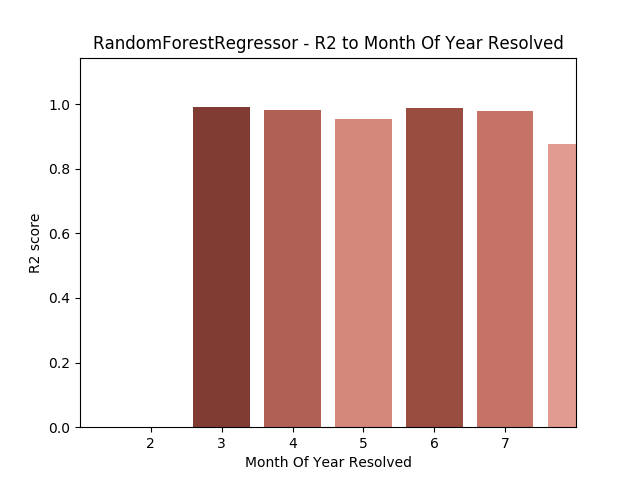 RandomForestRegressor - R2 to Month Of Year Resolved
1.0
0.8
0.6
0.4
0.2
0.0
R2 score
2 3 4 5 6 7
Month Of Year Resolved